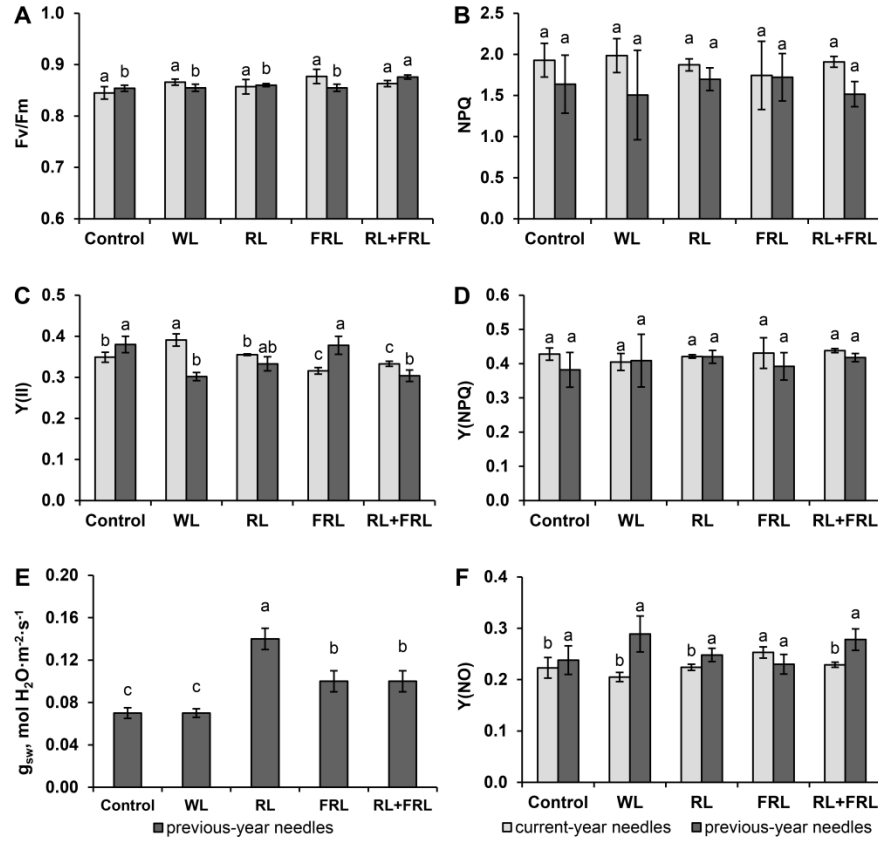 A
Fv/Fm
1.0
0.9
0.8
0.7
0.6
a b a b a b a b a a
Control WL RL FRL RL+FRL
B
NPQ
2.5
2.0
1.5
1.0
0.5
0.0
a a a a a a a a a a
Control WL RL FRL RL+FRL
C
Y(II)
0.5
0.4
0.3
0.2
0.1
0.0
b a a b b ab c a c b
Control WL RL FRL RL+FRL
D
Y(NPQ)
0.6
0.5
0.4
0.3
0.2
0.1
0.0
a a a a a a a a a a
Control WL RL FRL RL+FRL
E
gsw, mol H2O·m-2·s-1
0.20
0.16
0.12
0.08
0.04
0.00
c c a b b
Control WL RL FRL RL+FRL
previous-year needles
F
Y(NO)
0.4
0.3
0.2
0.1
0.0
b a b a b a a a b a
Control WL RL FRL RL+FRL
current-year needles previous-year needles